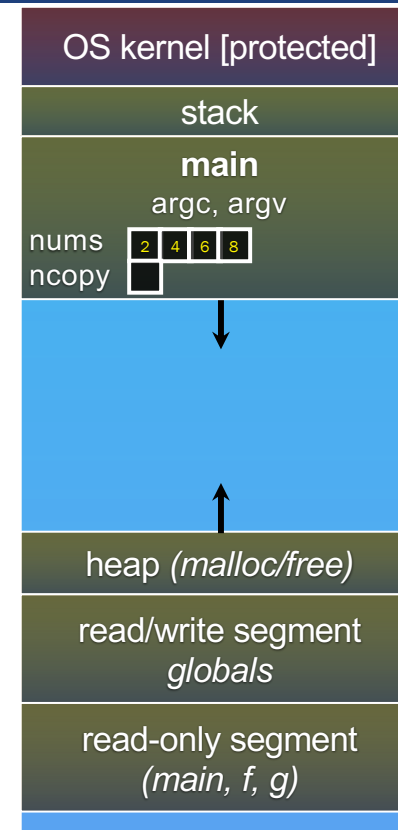 OS kernel [protected]
stack
main
argc, argv
nums 2 4 6 8
ncopy
heap (malloc/free)
read/write segment
globals
read-only segment
(main, f, g)